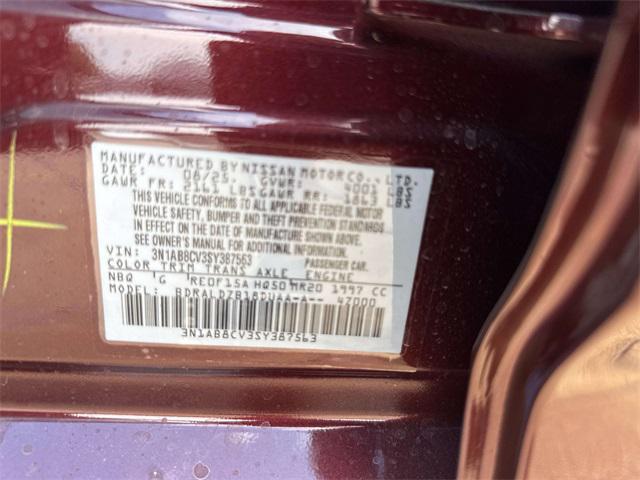 MANUFACTURED BY NISSAN MOTOR CO., LTD.
DATE: 06/25 GVWR: 4001 LBS
GAWR FR: 2161 LBS GAWR RR: 1863 LBS
THIS VEHICLE CONFORMS TO ALL APPLICABLE FEDERAL MOTOR
VEHICLE SAFETY, BUMPER AND THEFT PREVENTION STANDARDS
IN EFFECT ON THE DATE OF MANUFACTURE SHOWN ABOVE.
SEE OWNER'S MANUAL FOR ADDITIONAL INFORMATION.
VIN: 3N1AB8CV3SY387563 PASSENGER CAR
COLOR TRIM TRANS AXLE ENGINE
NBQ G RE0F15A HQ50 MR20 1997 CC
MODEL: 47000
3N1AB8CV3SY387563